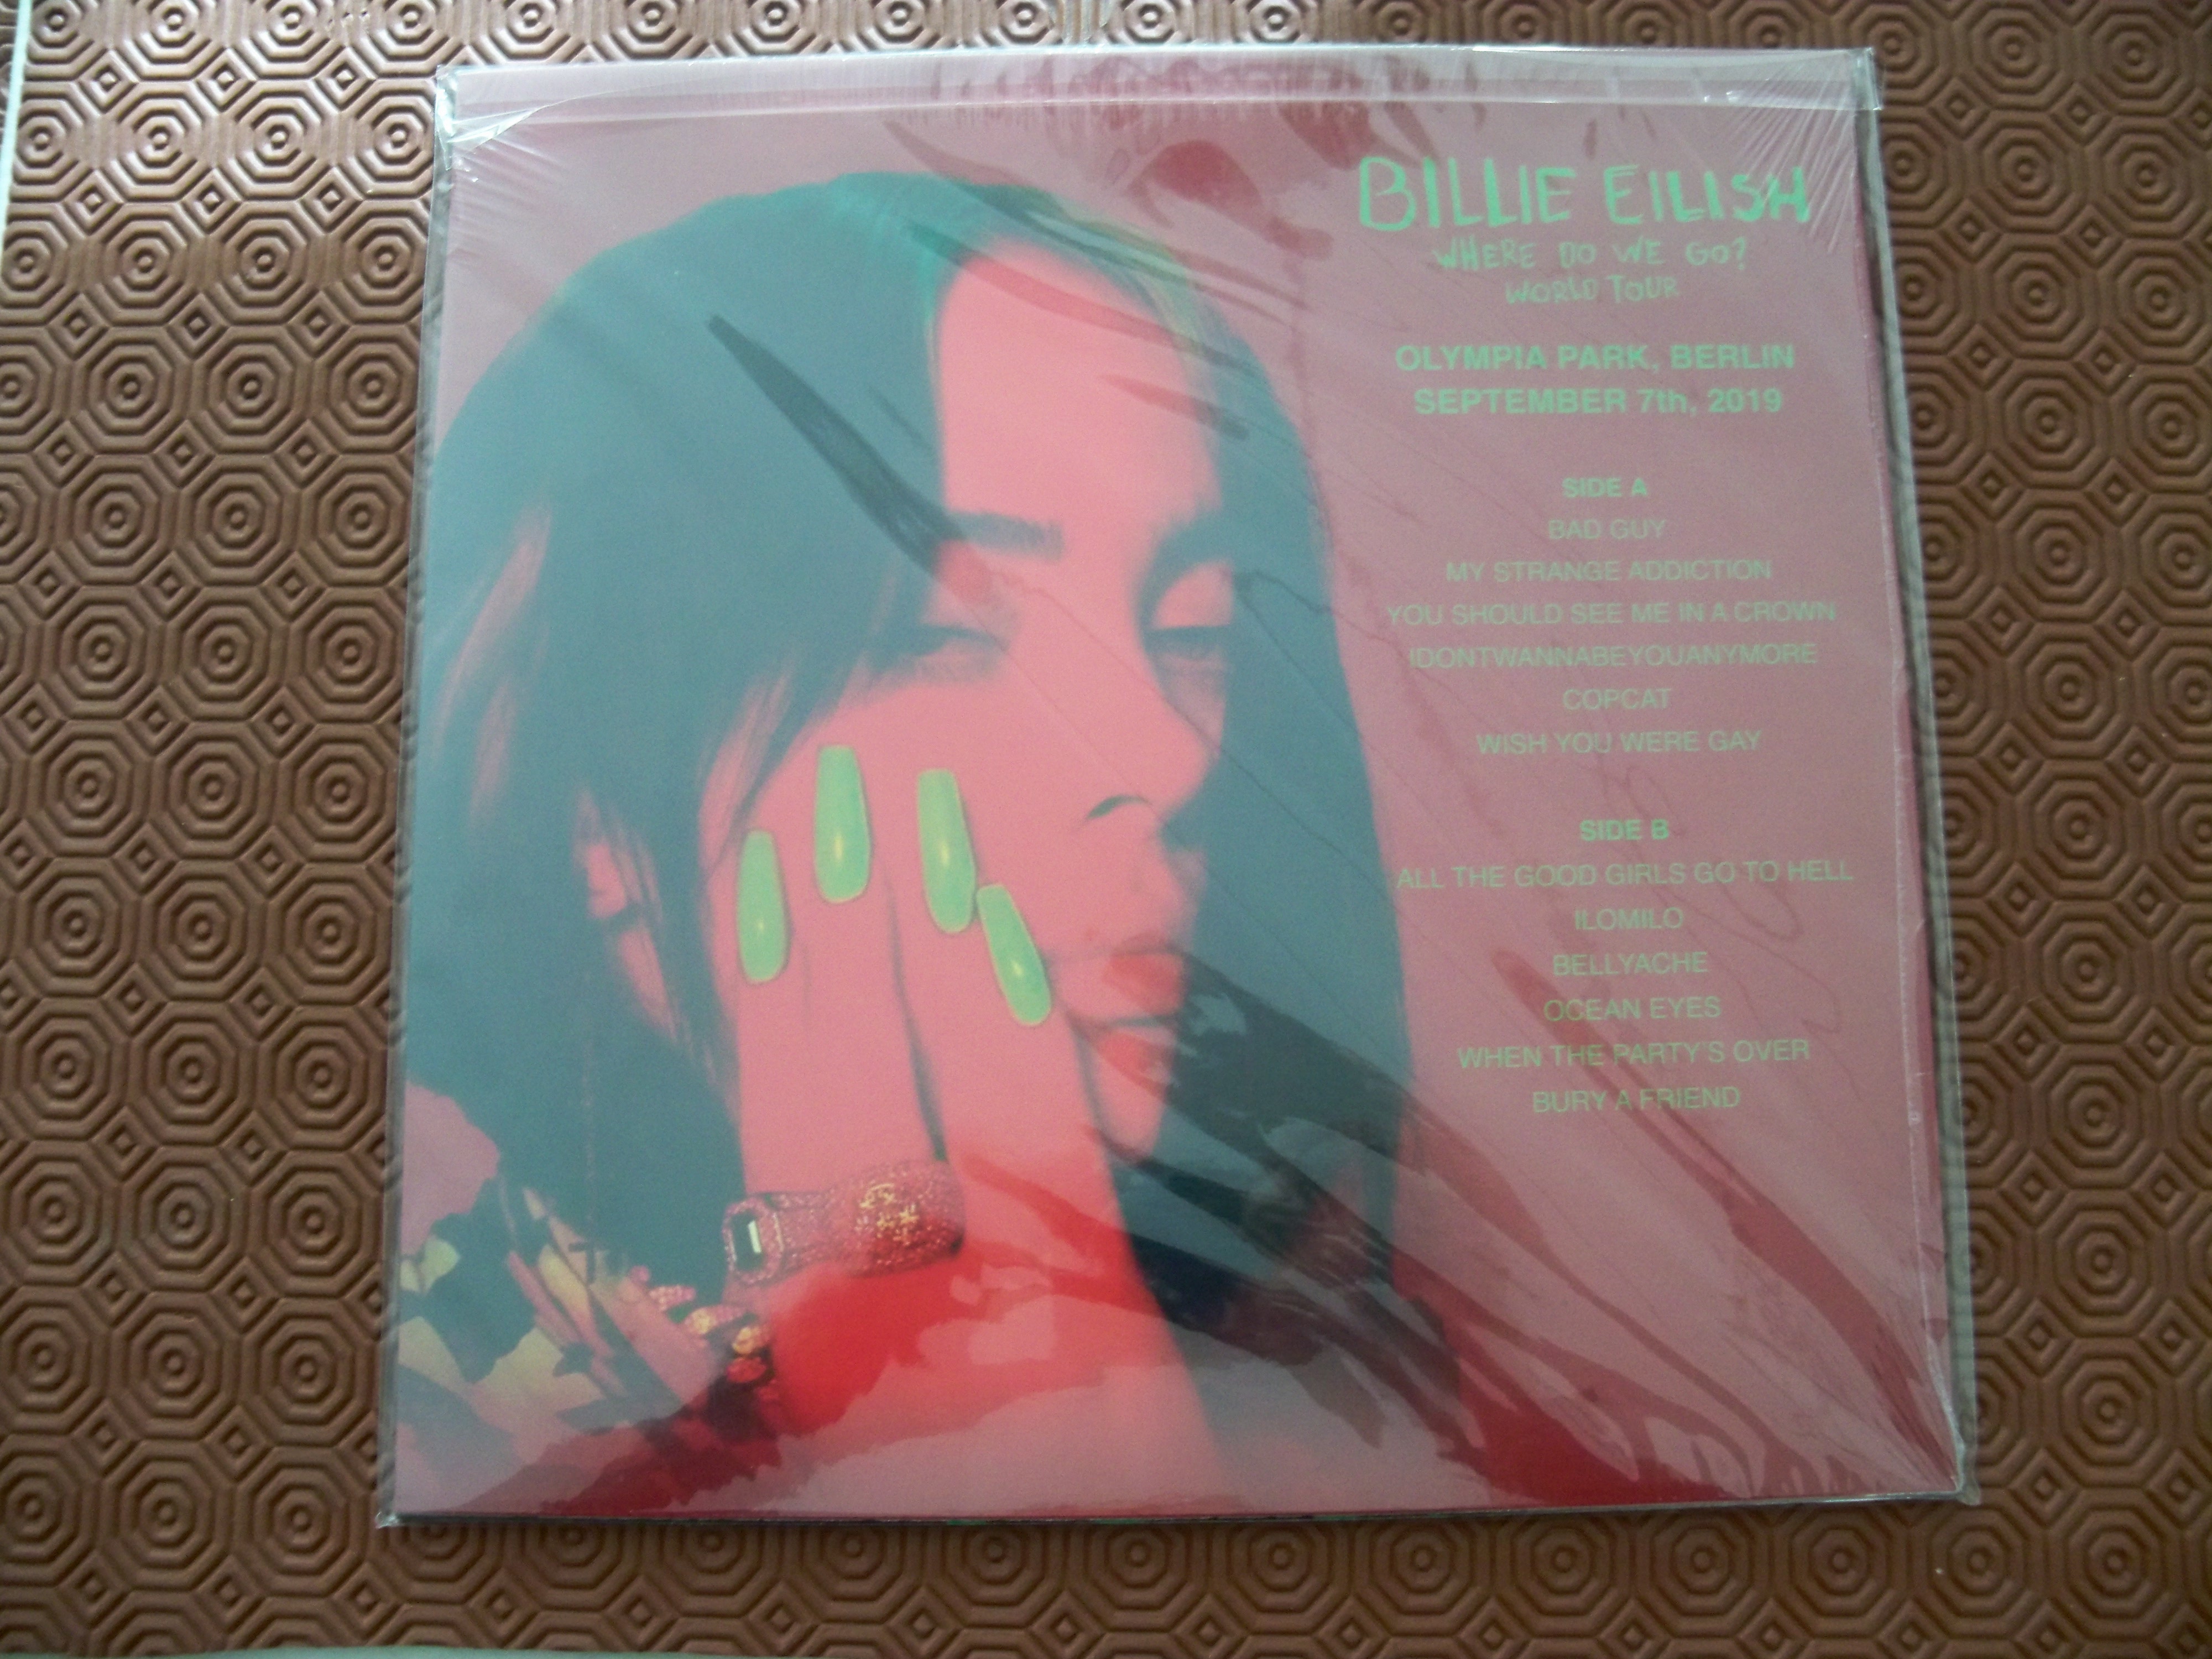 BILLIE EILISH
WHERE DO WE GO?
WORLD TOUR
OLYMPIA PARK, BERLIN
SEPTEMBER 7th, 2019
SIDE A
BAD GUY
MY STRANGE ADDICTION
YOU SHOULD SEE ME IN A CROWN
IDONTWANNABEYOUANYMORE
COPCAT
WISH YOU WERE GAY
SIDE B
ALL THE GOOD GIRLS GO TO HELL
ILOMILO
BELLYACHE
OCEAN EYES
WHEN THE PARTY'S OVER
BURY A FRIEND